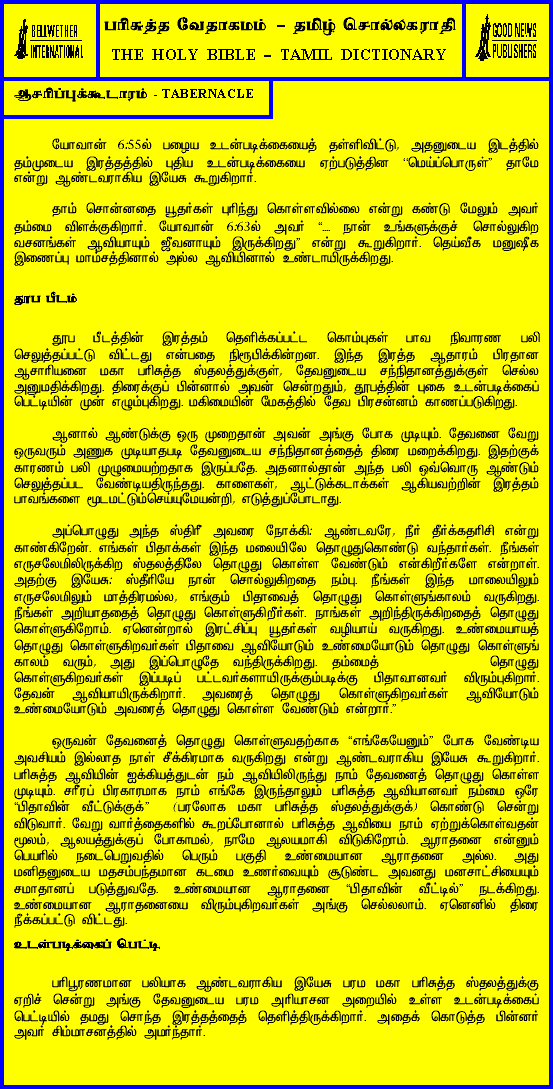 BELLWETHER
INTERNATIONAL
பரிசுத்த வேதாகமம் – தமிழ் சொல்லகராதி
THE HOLY BIBLE – TAMIL DICTIONARY
GOOD NEWS
PUBLISHERS
ஆசரிப்புக்கூடாரம் - TABERNACLE
யோவான் 6:55ல் பழைய உடன்படிக்கையைத் தள்ளிவிட்டு, அதனுடைய இடத்தில்
தம்முடைய இரத்தத்தில் புதிய உடன்படிக்கையை ஏற்படுத்தின “மெய்ப்பொருள்” தாமே
என்று ஆண்டவராகிய இயேசு கூறுகிறார்.
தாம் சொன்னதை யூதர்கள் புரிந்து கொள்ளவில்லை என்று கண்டு மேலும் அவர்
தம்மை விளக்குகிறார். யோவான் 6:63ல் அவர் “.... நான் உங்களுக்குச் சொல்லுகிற
வசனங்கள் ஆவியாயும் ஜீவனாயும் இருக்கிறது” என்று கூறுகிறார். தெய்வீக மனுஷீக
இணைப்பு மாம்சத்தினால் அல்ல ஆவியினால் உண்டாயிருக்கிறது.
தூப பீடம்
தூப பீடத்தின் இரத்தம் தெளிக்கப்பட்ட கொம்புகள் பாவ நிவாரண பலி
செலுத்தப்பட்டு விட்டது என்பதை நிரூபிக்கின்றன. இந்த இரத்த ஆதாரம் பிரதான
ஆசாரியனை மகா பரிசுத்த ஸ்தலத்துக்குள், தேவனுடைய சந்நிதானத்துக்குள் செல்ல
அனுமதிக்கிறது. திரைக்குப் பின்னால் அவன் சென்றதும், தூபத்தின் புகை உடன்படிக்கைப்
பெட்டியின் முன் எழும்புகிறது. மகிமையின் மேகத்தில் தேவ பிரசன்னம் காணப்படுகிறது.
ஆனால் ஆண்டுக்கு ஒரு முறைதான் அவன் அங்கு போக முடியும். தேவனை வேறு
ஒருவரும் அணுக முடியாதபடி தேவனுடைய சந்நிதானத்தைத் திரை மறைக்கிறது. இதற்குக்
காரணம் பலி முழுமையற்றதாக இருப்பதே. அதனால்தான் அந்த பலி ஒவ்வொரு ஆண்டும்
செலுத்தப்பட வேண்டியதிருந்தது. காளைகள், ஆட்டுக்கடாக்கள் ஆகியவற்றின் இரத்தம்
பாவங்களை மூடமட்டும்செய்யுமேயன்றி, எடுத்துப்போடாது.
அப்பொழுது அந்த ஸ்திரீ அவரை நோக்கி: ஆண்டவரே, நீர் தீர்க்கதரிசி என்று
காண்கிறேன். எங்கள் பிதாக்கள் இந்த மலையிலே தொழுதுகொண்டு வந்தார்கள். நீங்கள்
எருசலேமிலிருக்கிற ஸ்தலத்திலே தொழுது கொள்ள வேண்டும் என்கிறீர்களே என்றாள்.
அதற்கு இயேசு: ஸ்தீரியே நான் சொல்லுகிறதை நம்பு. நீங்கள் இந்த மாலையிலும்
எருசலேமிலும் மாத்திரமல்ல, எங்கும் பிதாவைத் தொழுது கொள்ளுங்காலம் வருகிறது.
நீங்கள் அறியாததைத் தொழுது கொள்ளுகிறீர்கள். நாங்கள் அறிந்திருக்கிறதைத் தொழுது
கொள்ளுகிறோம். ஏனென்றால் இரட்சிப்பு யூதர்கள் வழியாய் வருகிறது. உண்மையாயத்
தொழுது கொள்ளுகிறவர்கள் பிதாவை ஆவியோடும் உண்மையோடும் தொழுது கொள்ளுங்
காலம் வரும், அது இப்பொழுதே வந்திருக்கிறது. தம்மைத் தொழுது
கொள்ளுகிறவர்கள் இப்படிப் பட்டவர்களாயிருக்கும்படிக்கு பிதாவானவர் விரும்புகிறார்.
தேவன் ஆவியாயிருக்கிறார். அவரைத் தொழுது கொள்ளுகிறவர்கள் ஆவியோடும்
உண்மையோடும் அவரைத் தொழுது கொள்ள வேண்டும் என்றார்.”
ஒருவன் தேவனைத் தொழுது கொள்ளுவதற்காக “எங்கேயேனும்” போக வேண்டிய
அவசியம் இல்லாத நாள் சீக்கிரமாக வருகிறது என்று ஆண்டவராகிய இயேசு கூறுகிறார்.
பரிசுத்த ஆவியின் ஐக்கியத்துடன் நம் ஆவியிலிருந்து நாம் தேவனைத் தொழுது கொள்ள
முடியும். சரீரப் பிரகாரமாக நாம் எங்கே இருந்தாலும் பரிசுத்த ஆவியானவர் நம்மை ஒரே
“பிதாவின் வீட்டுக்குக்” (பரலோக மகா பரிசுத்த ஸ்தலத்துக்குக்) கொண்டு சென்று
விடுவார். வேறு வார்த்தைகளில் கூறப்போனால் பரிசுத்த ஆவியை நாம் ஏற்றுக்கொள்வதன்
மூலம், ஆலயத்துக்குப் போகாமல், நாமே ஆலயமாகி விடுகிறோம். ஆராதனை என்னும்
பெயரில் நடைபெறுவதில் பெரும் பகுதி உண்மையான ஆராதனை அல்ல. அது
மனிதனுடைய மதசம்பந்தமான கடமை உணர்வையும் சூடுண்ட அவனது மனசாட்சியையும்
சமாதானப் படுத்துவதே. உண்மையான ஆராதனை “பிதாவின் வீட்டில்” நடக்கிறது.
உண்மையான ஆராதனையை விரும்புகிறவர்கள் அங்கு செல்லலாம். ஏனெனில் திரை
நீக்கப்பட்டு விட்டது.
உடன்படிக்கைப் பெட்டி
பரிபூரணமான பலியாக ஆண்டவராகிய இயேசு பரம மகா பரிசுத்த ஸ்தலத்துக்கு
ஏறிச் சென்று அங்கு தேவனுடைய பரம அரியாசன அறையில் உள்ள உடன்படிக்கைப்
பெட்டியில் தமது சொந்த இரத்தத்தைத் தெளித்திருக்கிறார். அதைக் கொடுத்த பின்னர்
அவர் சிம்மாசனத்தில் அமர்ந்தார்.